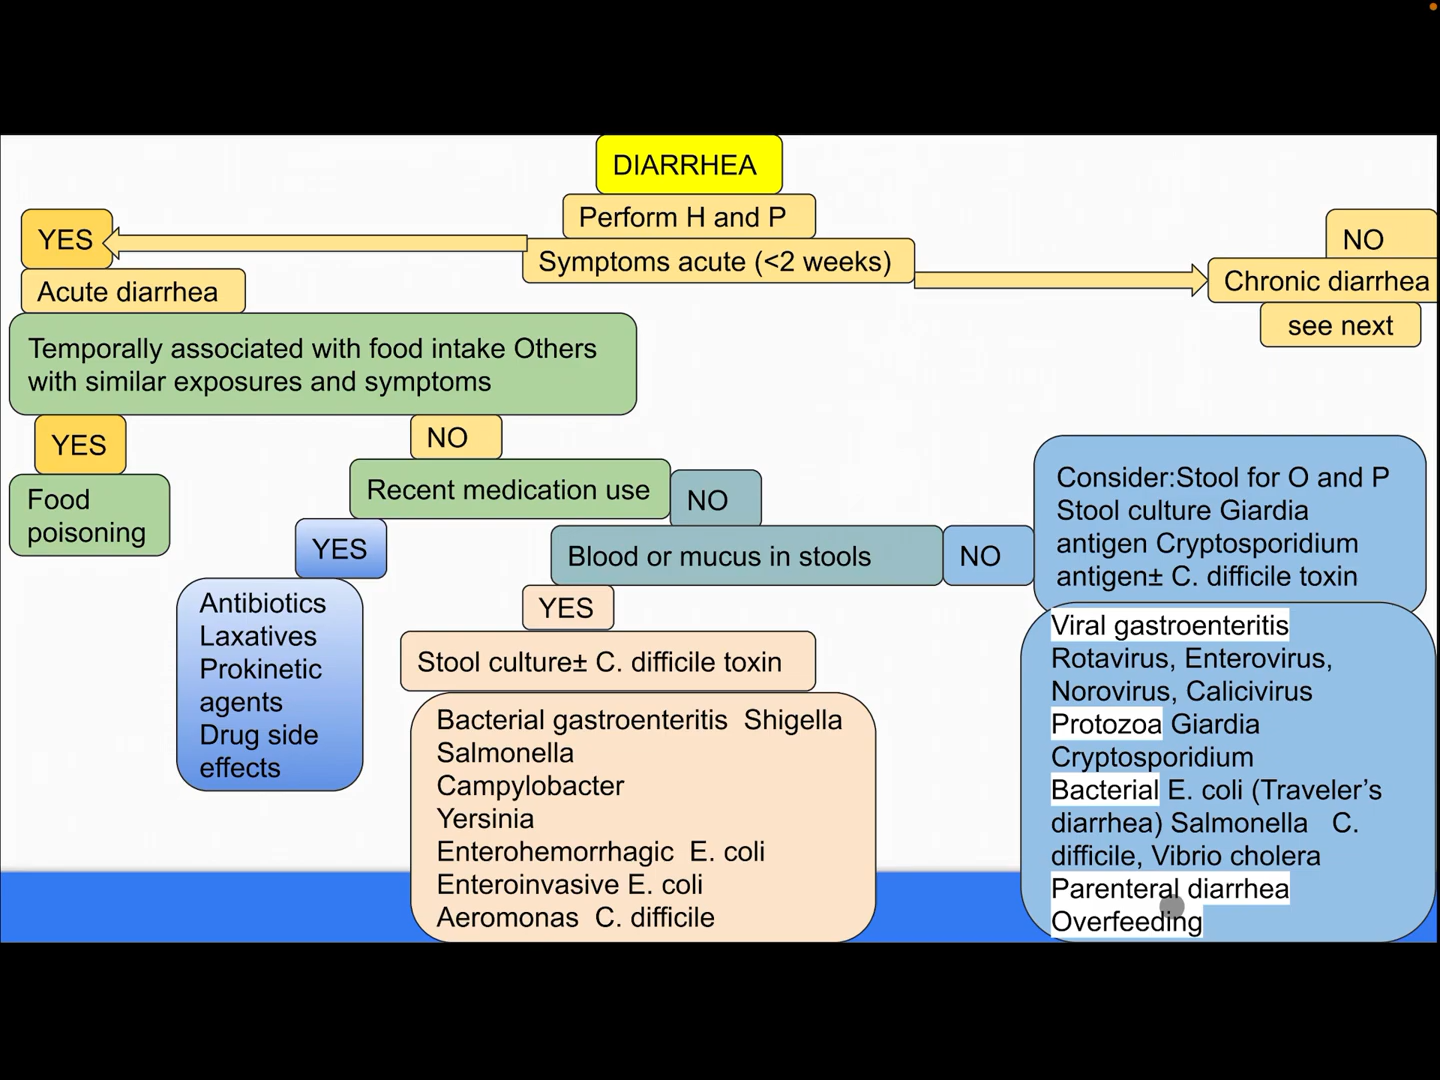 DIARRHEA
Perform H and P
Symptoms acute (<2 weeks)
YES
Acute diarrhea
NO
Chronic diarrhea
see next
Temporally associated with food intake Others
with similar exposures and symptoms
YES
Food
poisoning
NO
Recent medication use
YES
Antibiotics
Laxatives
Prokinetic
agents
Drug side
effects
NO
Blood or mucus in stools
YES
Stool culture± C. difficile toxin
Bacterial gastroenteritis Shigella
Salmonella
Campylobacter
Yersinia
Enterohemorrhagic E. coli
Enteroinvasive E. coli
Aeromonas C. difficile
NO
Consider:Stool for O and P
Stool culture Giardia
antigen Cryptosporidium
antigen± C. difficile toxin
Viral gastroenteritis
Rotavirus, Enterovirus,
Norovirus, Calicivirus
Protozoa Giardia
Cryptosporidium
Bacterial E. coli (Traveler’s
diarrhea) Salmonella C.
difficile, Vibrio cholera
Parenteral diarrhea
Overfeeding